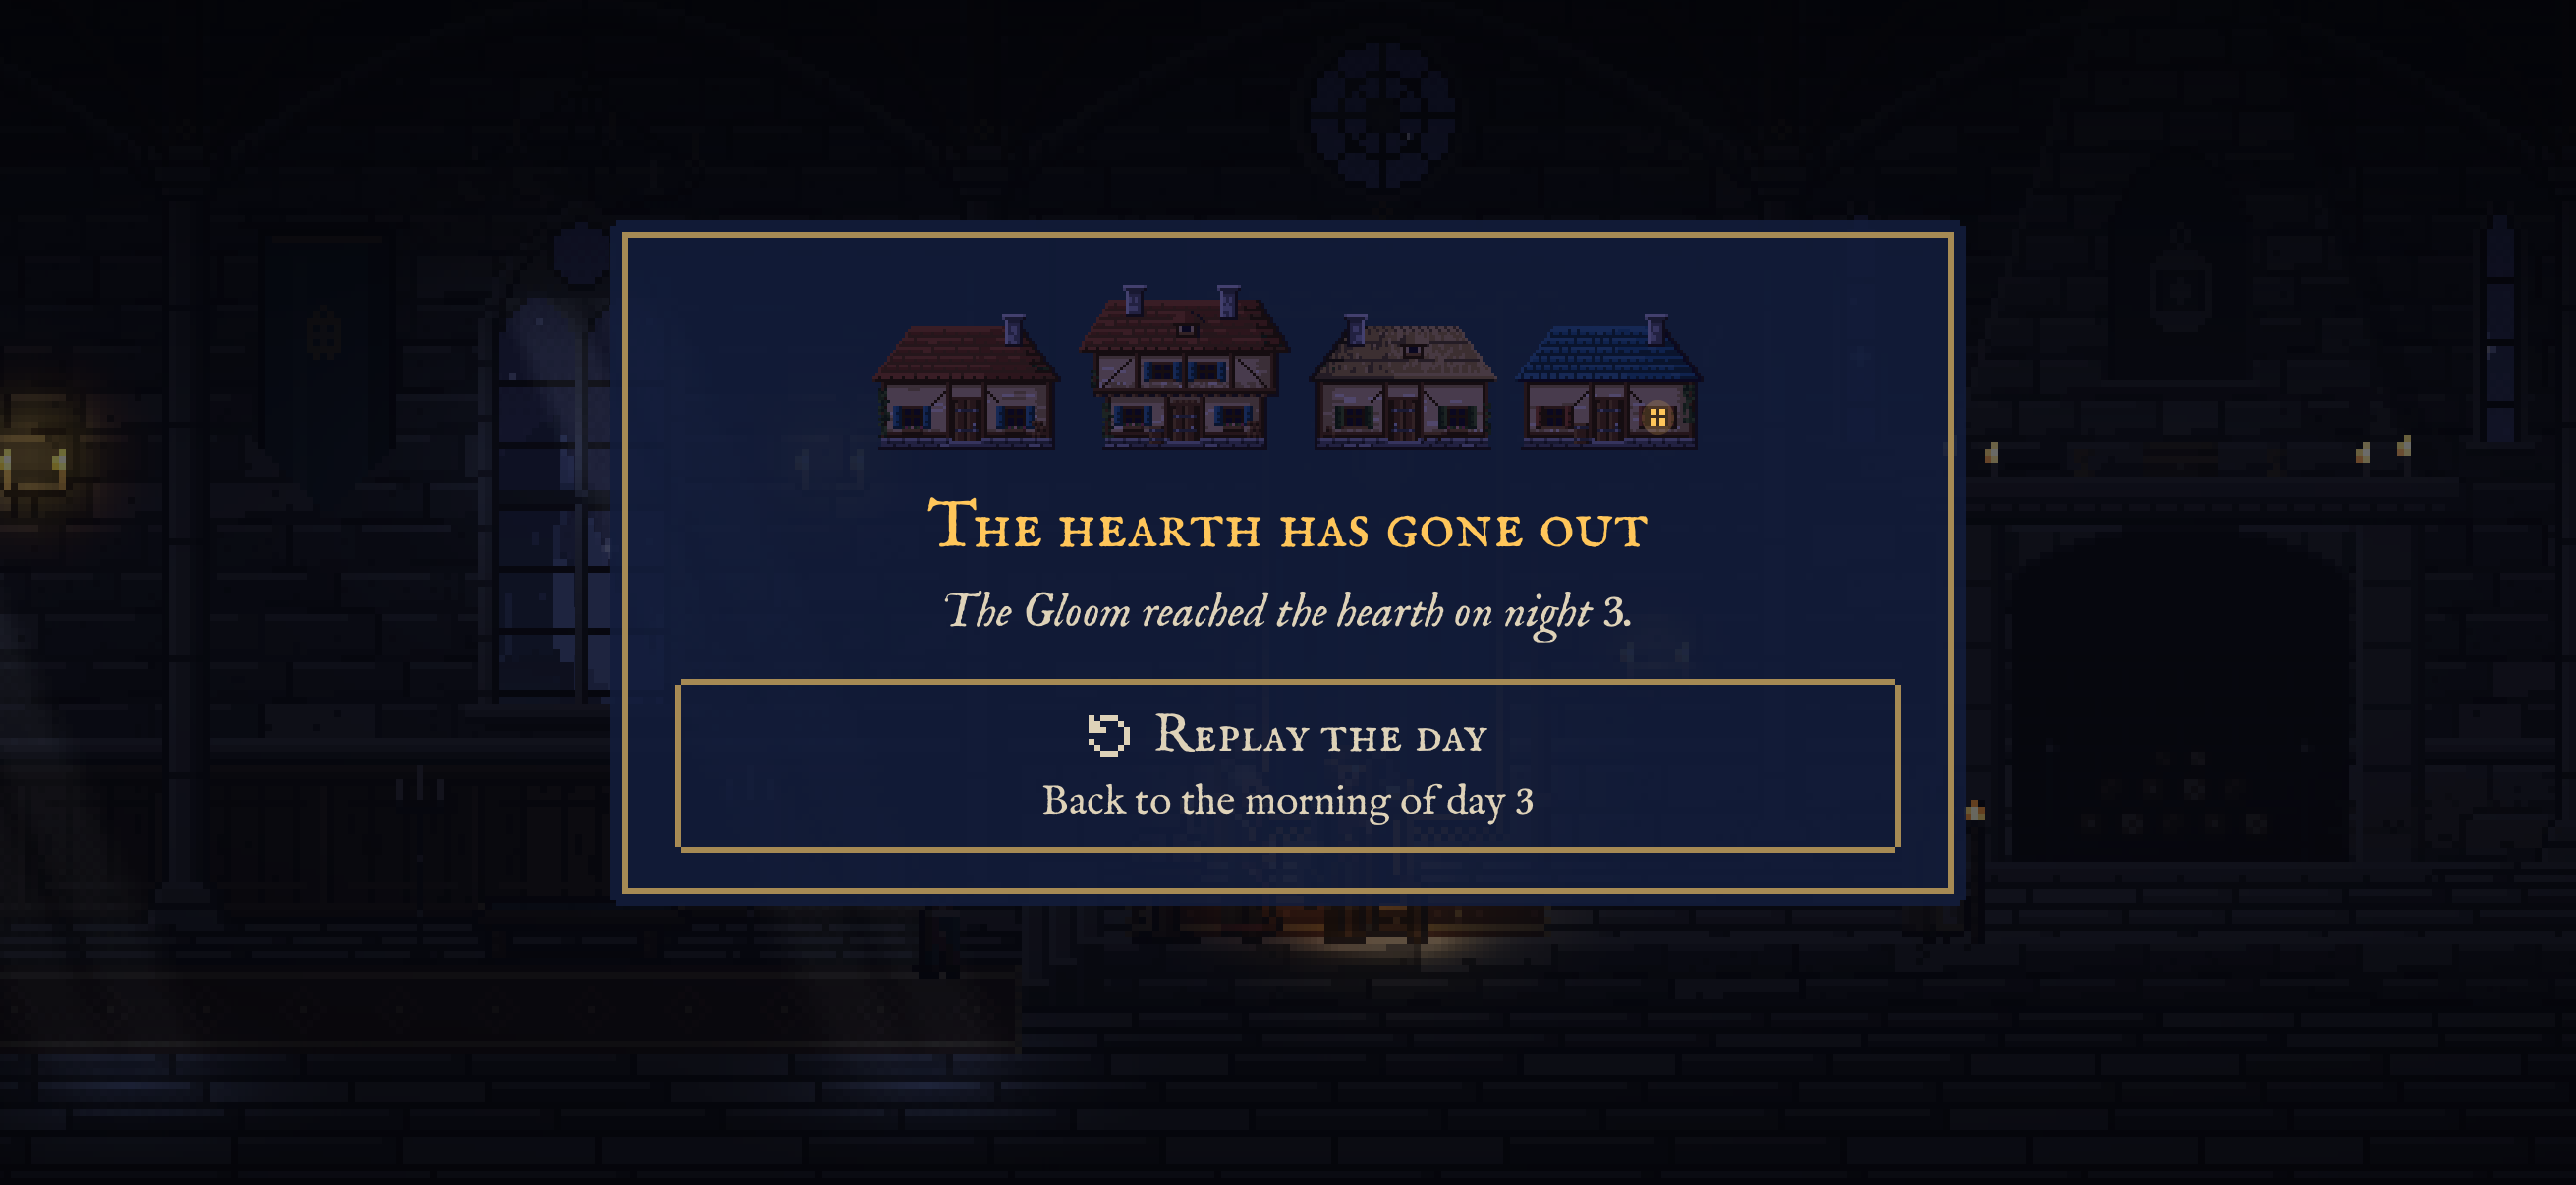 The hearth has gone out
The Gloom reached the hearth on night 3.
Replay the day
Back to the morning of day 3